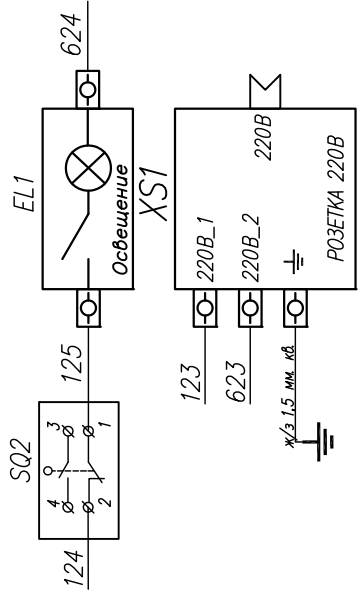 624
EL1
Освещение
125
SQ2
3
1
4
2
124
XS1
220В
220В_1
220В_2
РОЗЕТКА 220В
123
623
ж/з 1,5 мм. кв.